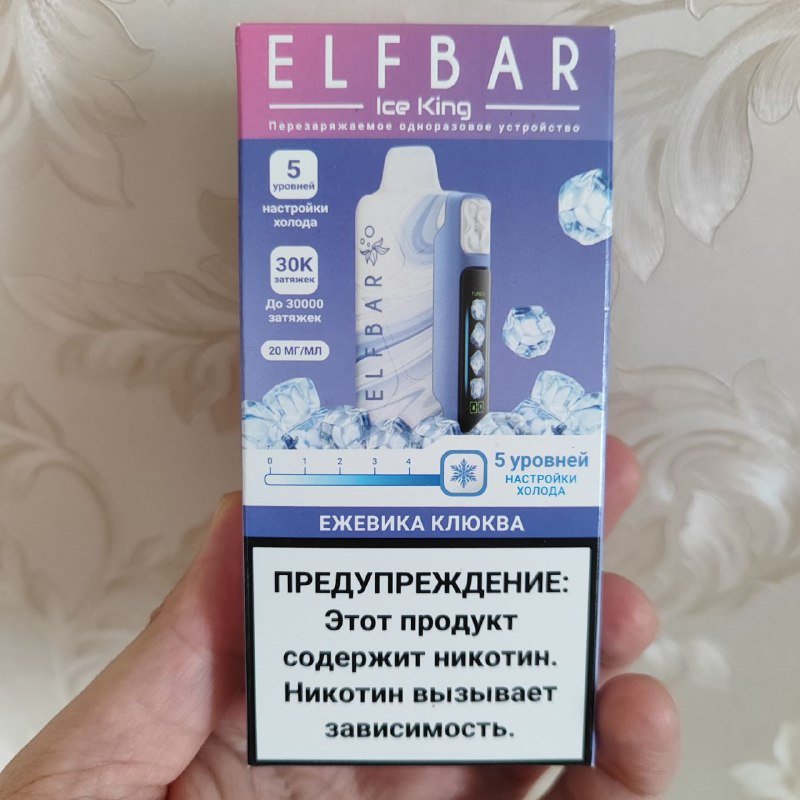 ELFBAR
Ice King
Перезаряжаемое одноразовое устройство
5
уровней
настройки
холода
30K
затяжек
До 30000
затяжек
20 МГ/МЛ
ELFBAR
TURBO
00
0 1 2 3 4
5 уровней
НАСТРОЙКИ
ХОЛОДА
ЕЖЕВИКА КЛЮКВА
ПРЕДУПРЕЖДЕНИЕ:
Этот продукт
содержит никотин.
Никотин вызывает
зависимость.